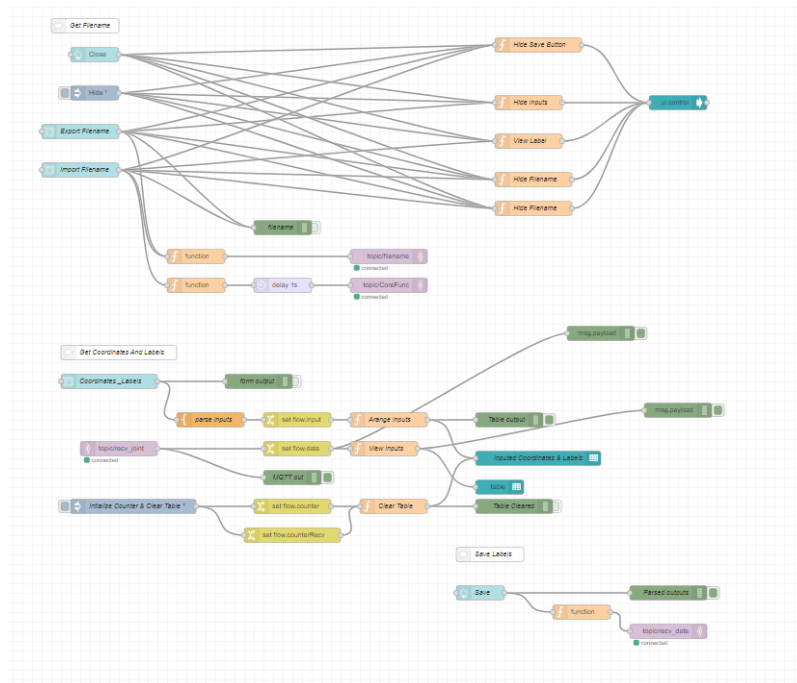 Get Filename
Close
Hide Save Button
Hide ¹
Hide Inputs
ui control
Export Filename
View Label
Import Filename
Hide Filename
Hide Filename
filename
function
topic/filename
connected
function
delay 1s
topic/CoreFunc
connected
msg.payload
Get Coordinates And Labels
Coordinates _Labels
form output
msg.payload
parse inputs
set flow.input
Arange Inputs
Table output
topic/recv_joint
set flow.data
View Inputs
connected
Inputed Coordinates & Labels
MQTT out
table
Intialize Counter & Clear Table ¹
set flow.counter
Clear Table
Table Cleared
set flow.counterRecv
Save Labels
Save
Parsed outputs
function
topic/recv_data
connected